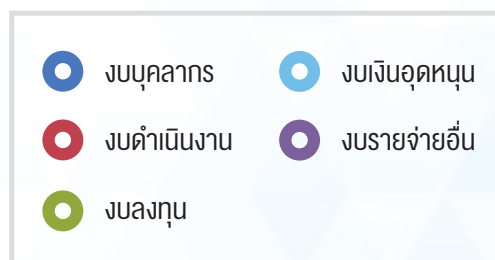 งบบุคลากร
งบเงินอุดหนุน
งบดำเนินงาน
งบรายจ่ายอื่น
งบลงทุน